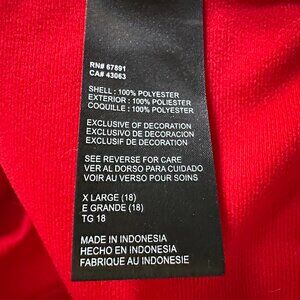 RN# 67891
CA# 43063
SHELL : 100% POLYESTER
EXTERIOR : 100% POLIESTER
COQUILLE : 100% POLYESTER
EXCLUSIVE OF DECORATION
EXCLUSIVO DE DECORACION
EXCLUSIF DE DECORATION
SEE REVERSE FOR CARE
VER AL DORSO PARA CUIDADO
VOIR AU VERSO POUR SOINS
X LARGE (18)
E GRANDE (18)
TG 18
MADE IN INDONESIA
HECHO EN INDONESIA
FABRIQUE AU INDONESIE